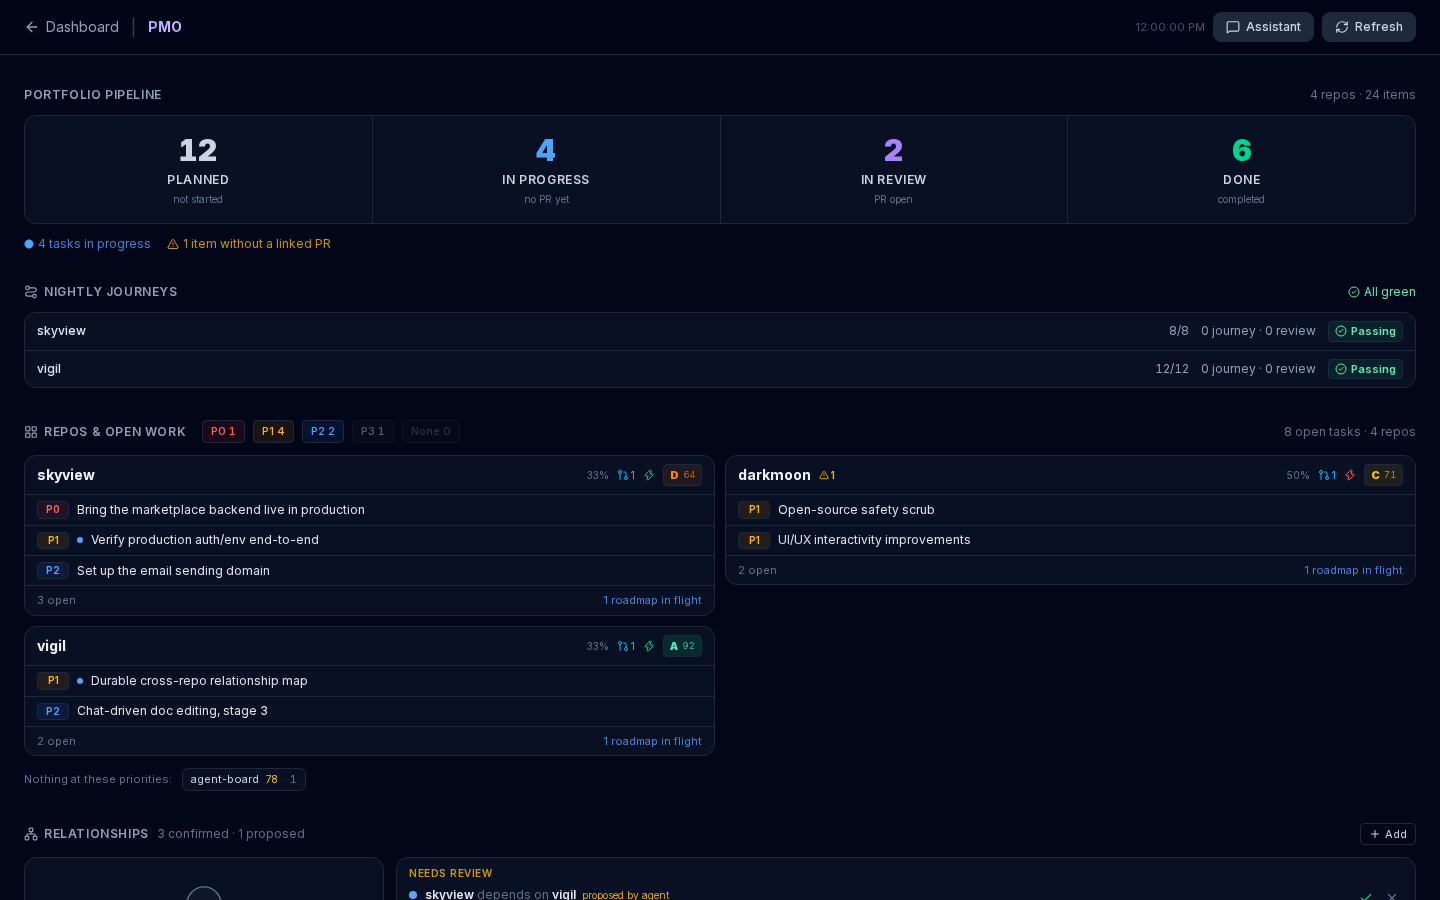 Dashboard | PMO
12:00:00 PM Assistant Refresh
PORTFOLIO PIPELINE 4 repos · 24 items
12 4 2 6
PLANNED IN PROGRESS IN REVIEW DONE
not started no PR yet PR open completed
4 tasks in progress 1 item without a linked PR
NIGHTLY JOURNEYS All green
skyview 8/8 0 journey · 0 review Passing
vigil 12/12 0 journey · 0 review Passing
REPOS & OPEN WORK P0 1 P1 4 P2 2 P3 1 None 0 8 open tasks · 4 repos
skyview 33% 1 D 64
P0 Bring the marketplace backend live in production
P1 Verify production auth/env end-to-end
P2 Set up the email sending domain
3 open 1 roadmap in flight
darkmoon 1 50% 1 C 71
P1 Open-source safety scrub
P1 UI/UX interactivity improvements
2 open 1 roadmap in flight
vigil 33% 1 A 92
P1 Durable cross-repo relationship map
P2 Chat-driven doc editing, stage 3
2 open 1 roadmap in flight
Nothing at these priorities: agent-board 78 · 1
RELATIONSHIPS 3 confirmed · 1 proposed + Add
NEEDS REVIEW
skyview depends on vigil proposed by agent